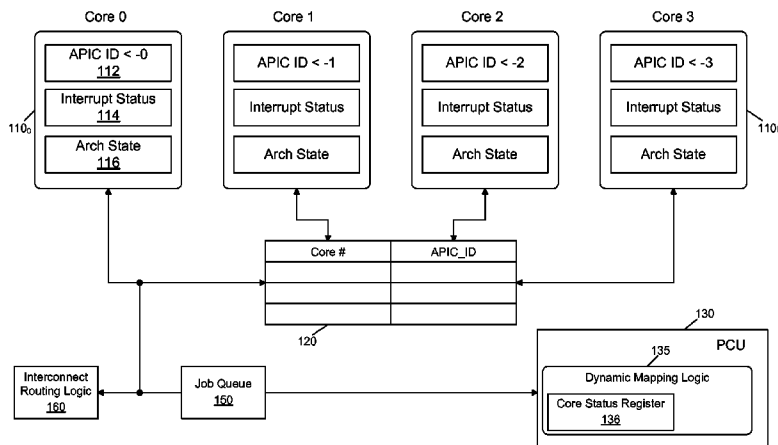 Core 0
Core 1
Core 2
Core 3
APIC ID < -0
112
APIC ID < -1
APIC ID < -2
APIC ID < -3
Interrupt Status
114
Interrupt Status
Interrupt Status
Interrupt Status
Arch State
116
Arch State
Arch State
Arch State
110₀
Core #
APIC_ID
120
130
PCU
135
Dynamic Mapping Logic
Core Status Register
136
Interconnect
Routing Logic
160
Job Queue
150